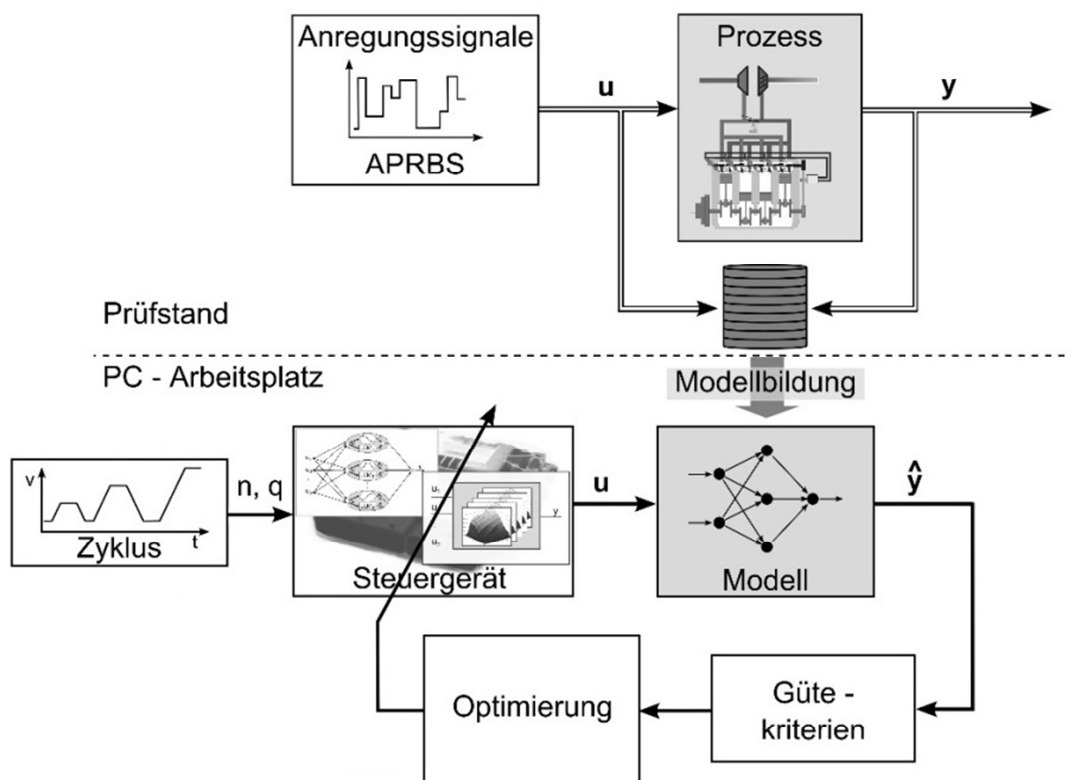 Anregungssignale
APRBS
u
Prozess
y
Prüfstand
PC - Arbeitsplatz
Modellbildung
v
t
Zyklus
n, q
y
Steuergerät
u
Modell
ŷ
Optimierung
Güte -
kriterien